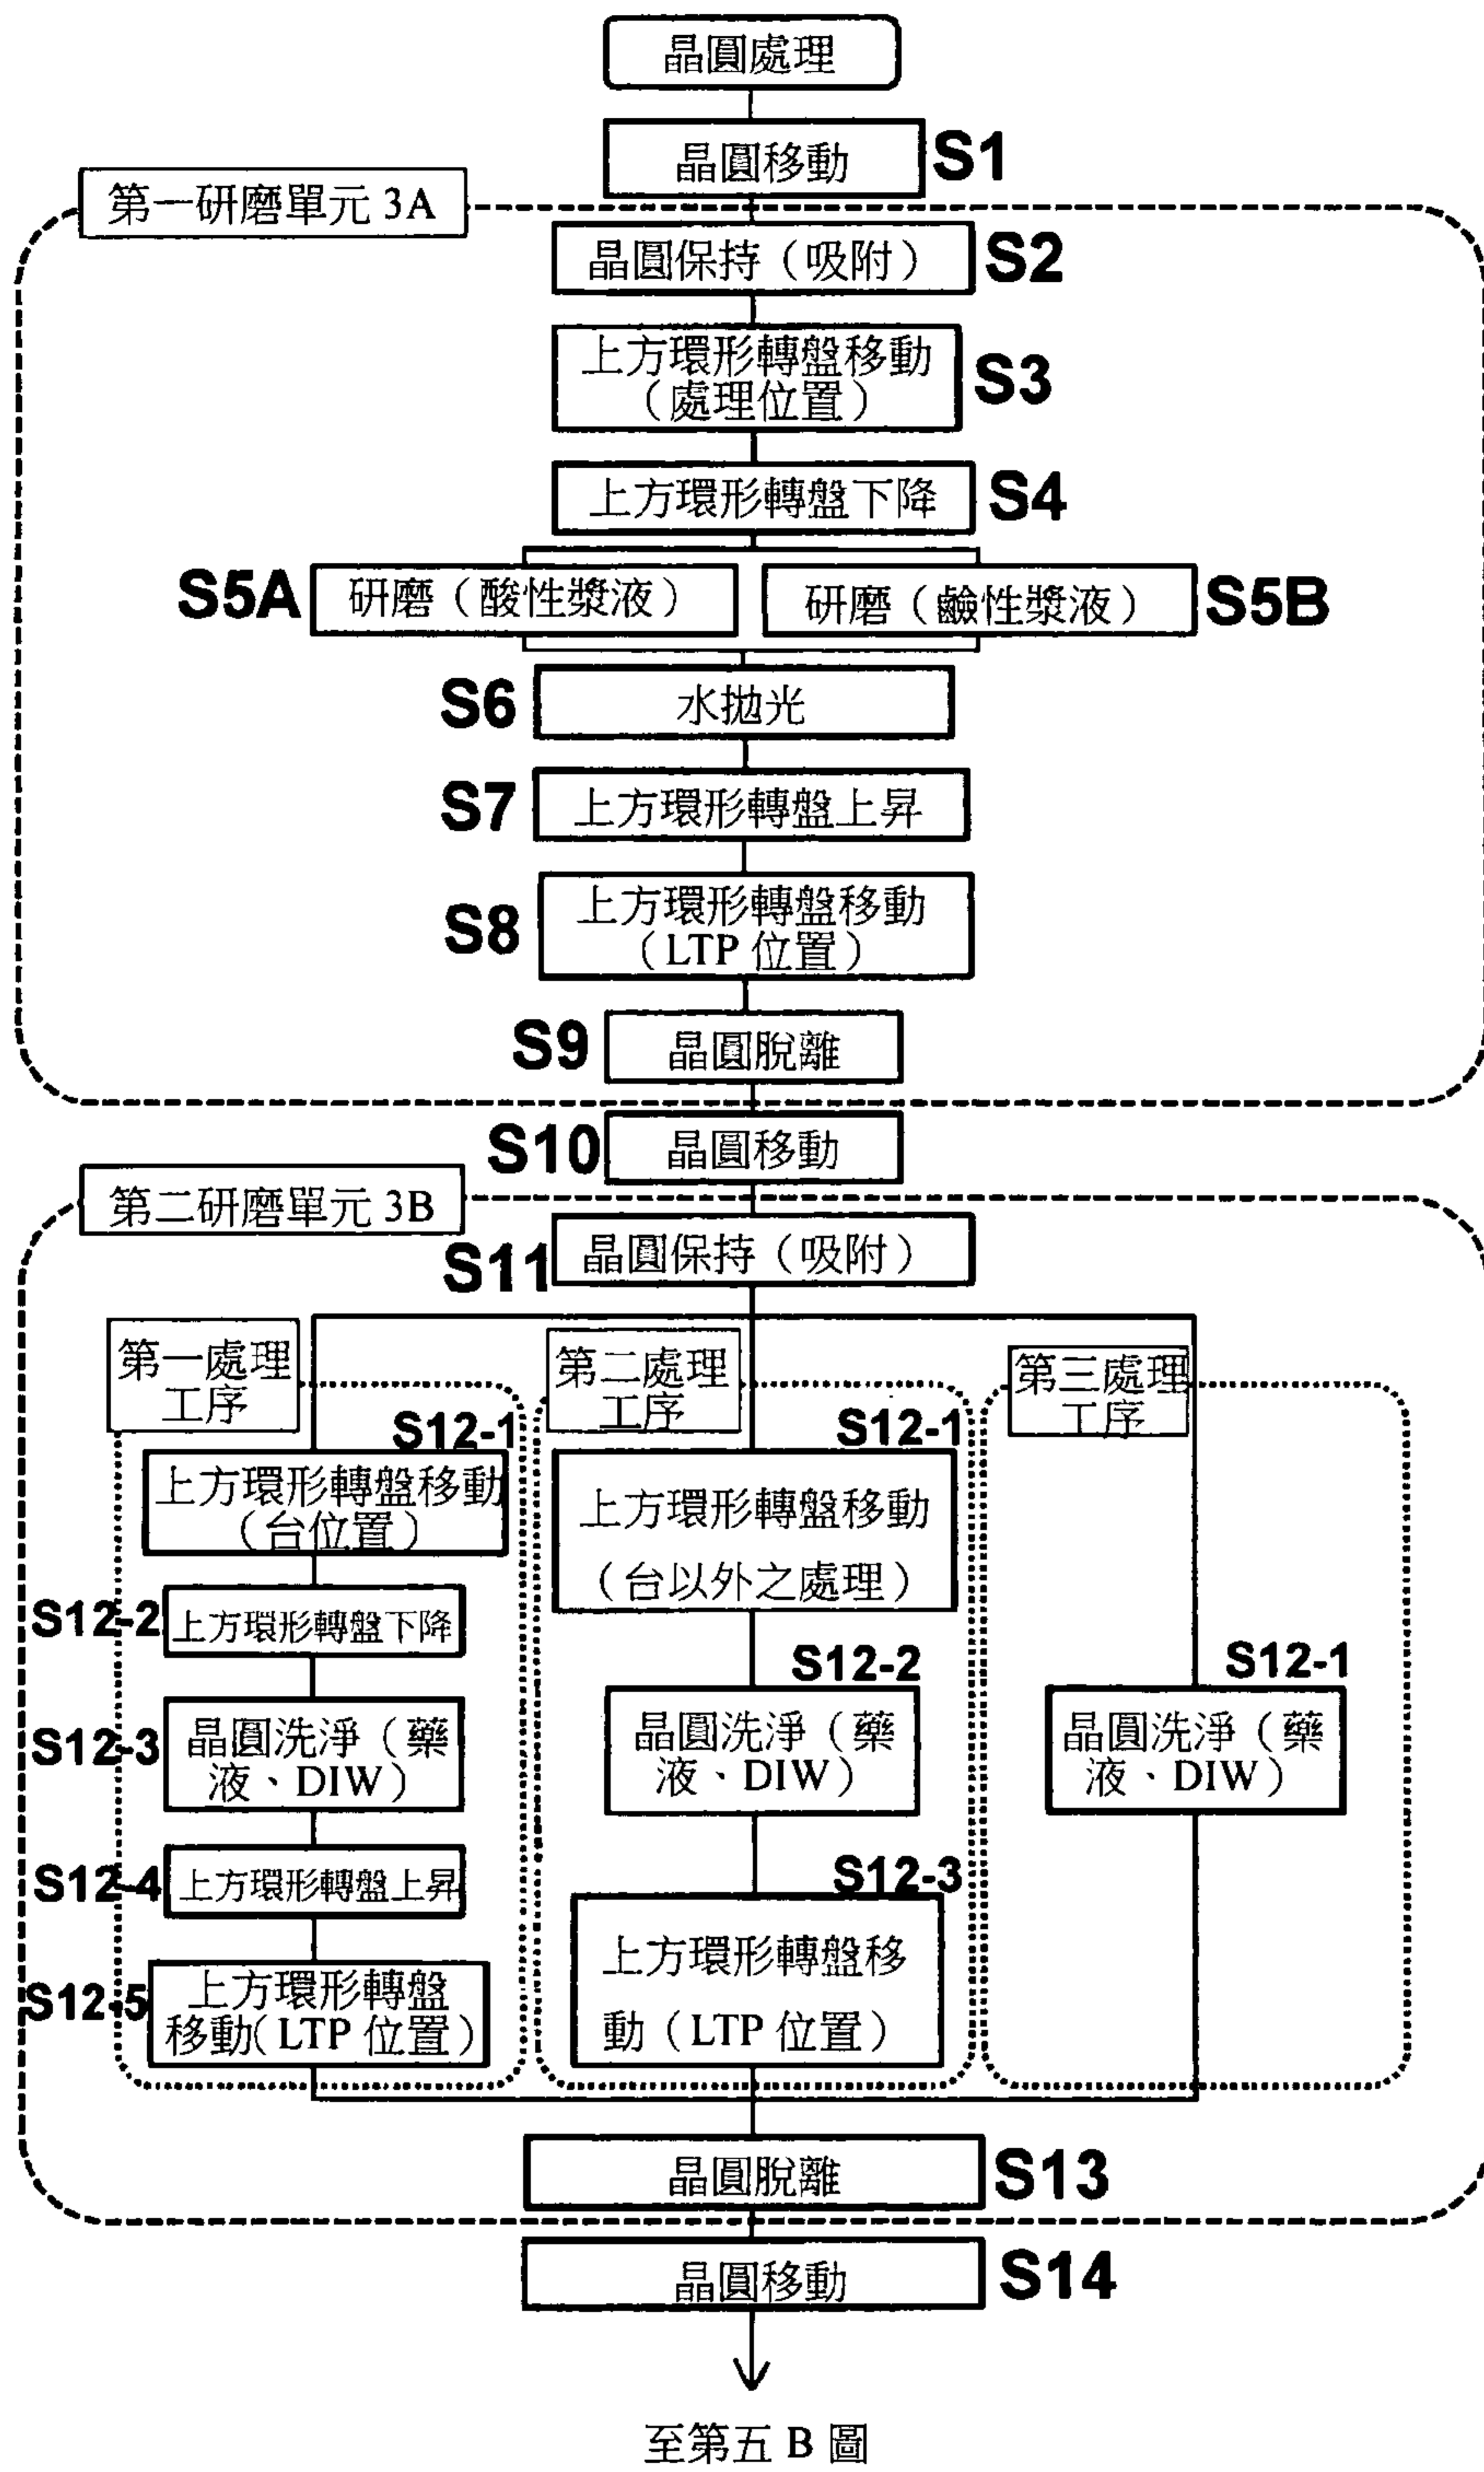 晶圓處理
晶圓移動
S1
第一研磨單元 3A
晶圓保持（吸附）
S2
上方環形轉盤移動
（處理位置）
S3
上方環形轉盤下降
S4
S5A
研磨（酸性漿液）
研磨（鹼性漿液）
S5B
S6
水拋光
S7
上方環形轉盤上昇
S8
上方環形轉盤移動
（LTP 位置）
S9
晶圓脫離
S10
晶圓移動
第二研磨單元 3B
S11
晶圓保持（吸附）
第一處理
工序
S12-1
上方環形轉盤移動
（台位置）
S12-2
上方環形轉盤下降
S12-3
晶圓洗淨（藥
液、DIW）
S12-4
上方環形轉盤上昇
S12-5
上方環形轉盤
移動（LTP 位置）
第二處理
工序
S12-1
上方環形轉盤移動
（台以外之處理）
S12-2
晶圓洗淨（藥
液、DIW）
S12-3
上方環形轉盤移
動（LTP 位置）
第三處理
工序
S12-1
晶圓洗淨（藥
液、DIW）
晶圓脫離
S13
晶圓移動
S14
至第五 B 圖